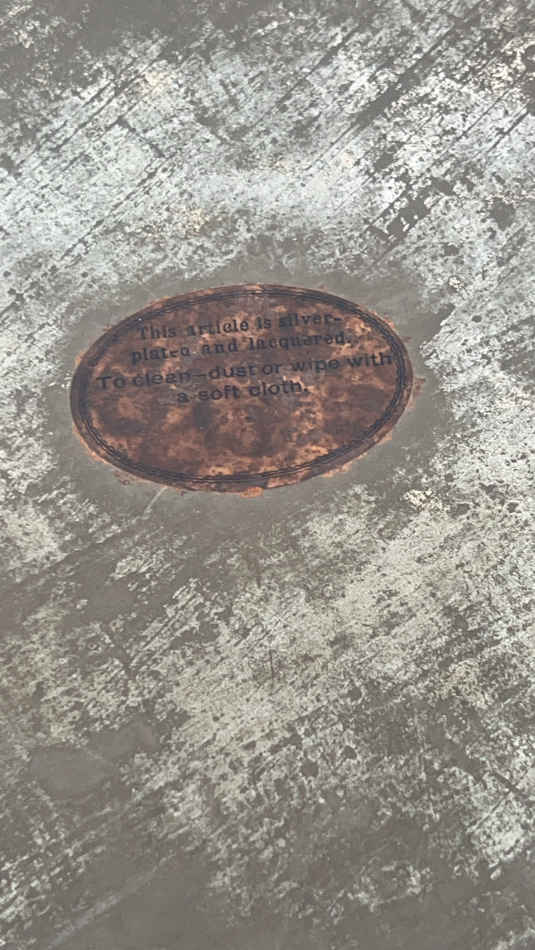 This article is silver-
plated and lacquered.
To clean—dust or wipe with
a soft cloth.